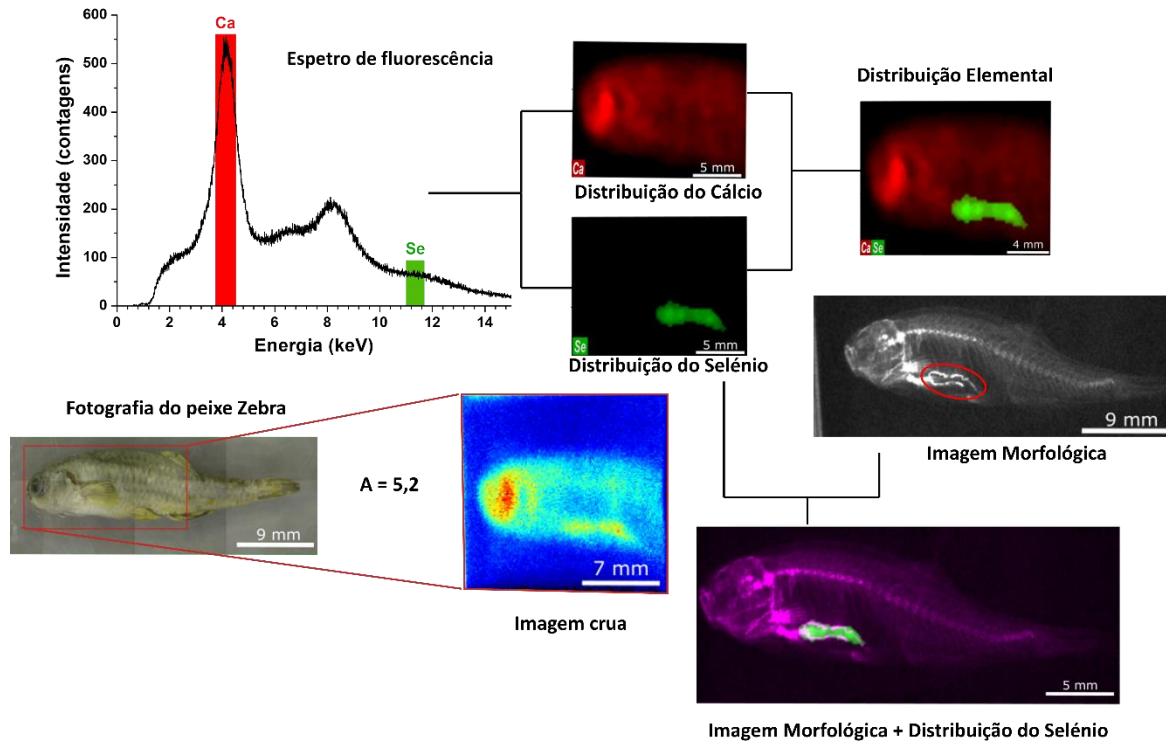 Espetro de fluorescência
Intensidade (contagens)
600
500
400
300
200
100
0
Ca
Se
0 2 4 6 8 10 12 14
Energia (keV)
Ca
5 mm
Distribuição do Cálcio
Se
5 mm
Distribuição do Selénio
Distribuição Elemental
Ca Se
4 mm
9 mm
Imagem Morfológica
Fotografia do peixe Zebra
9 mm
A = 5,2
7 mm
Imagem crua
5 mm
Imagem Morfológica + Distribuição do Selénio